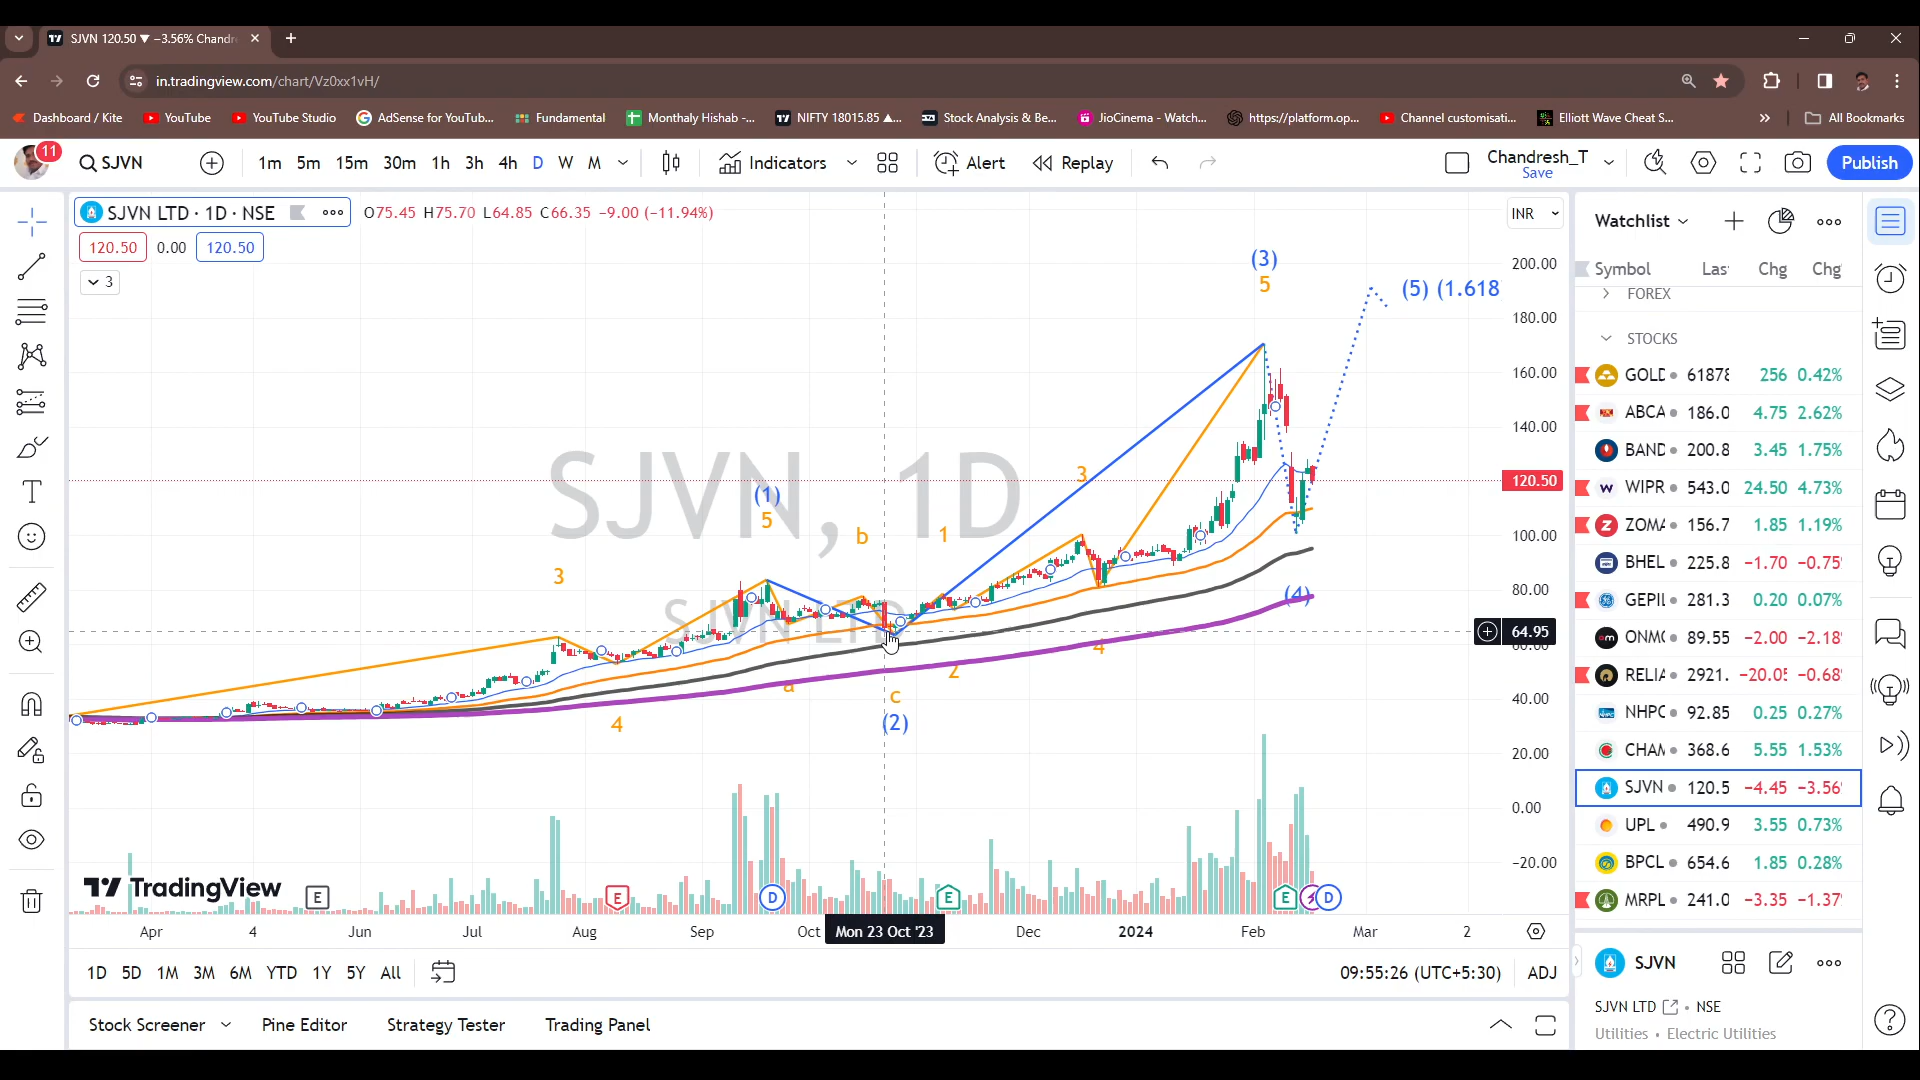 SJVN 120.50 ▼ −3.56% Chandr
in.tradingview.com/chart/Vz0xx1vH/
Dashboard / Kite YouTube YouTube Studio AdSense for YouTub... Fundamental Monthaly Hishab -... NIFTY 18015.85 ▲... Stock Analysis & Be... JioCinema - Watch... https://platform.op... Channel customisati... Elliott Wave Cheat S... » All Bookmarks
11 SJVN 1m 5m 15m 30m 1h 3h 4h D W M Indicators Alert Replay Chandresh_T Save Publish
SJVN LTD · 1D · NSE O75.45 H75.70 L64.85 C66.35 −9.00 (−11.94%) INR
120.50 0.00 120.50
3
SJVN, 1D
SJVN LTD
(1)
5
3
4
a
b
c
(2)
1
2
3
4
(3)
5
(4)
(5) (1.618
200.00
180.00
160.00
140.00
120.50
100.00
80.00
64.95
60.00
40.00
20.00
0.00
−20.00
TradingView
E E D E E D
Apr 4 Jun Jul Aug Sep Oct Mon 23 Oct '23 Dec 2024 Feb Mar 2
1D 5D 1M 3M 6M YTD 1Y 5Y All 09:55:26 (UTC+5:30) ADJ
Stock Screener Pine Editor Strategy Tester Trading Panel
Watchlist
Symbol Las Chg Chg
FOREX
STOCKS
GOLD 61878 256 0.42%
ABCA 186.0 4.75 2.62%
BAND 200.8 3.45 1.75%
WIPR 543.0 24.50 4.73%
ZOMA 156.7 1.85 1.19%
BHEL 225.8 −1.70 −0.75
GEPIL 281.3 0.20 0.07%
ONMO 89.55 −2.00 −2.18
RELIA 2921. −20.05 −0.68
NHPC 92.85 0.25 0.27%
CHAM 368.6 5.55 1.53%
SJVN 120.5 −4.45 −3.56
UPL 490.9 3.55 0.73%
BPCL 654.6 1.85 0.28%
MRPL 241.0 −3.35 −1.37
SJVN
SJVN LTD • NSE
Utilities • Electric Utilities